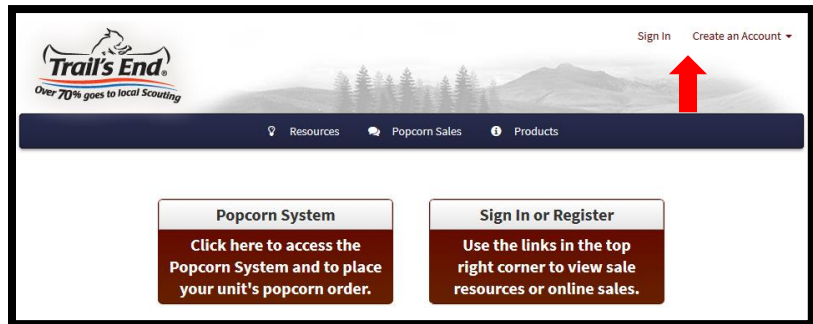 Sign In Create an Account
Trail's End®
Over 70% goes to local Scouting
Resources Popcorn Sales Products
Popcorn System
Click here to access the
Popcorn System and to place
your unit's popcorn order.
Sign In or Register
Use the links in the top
right corner to view sale
resources or online sales.